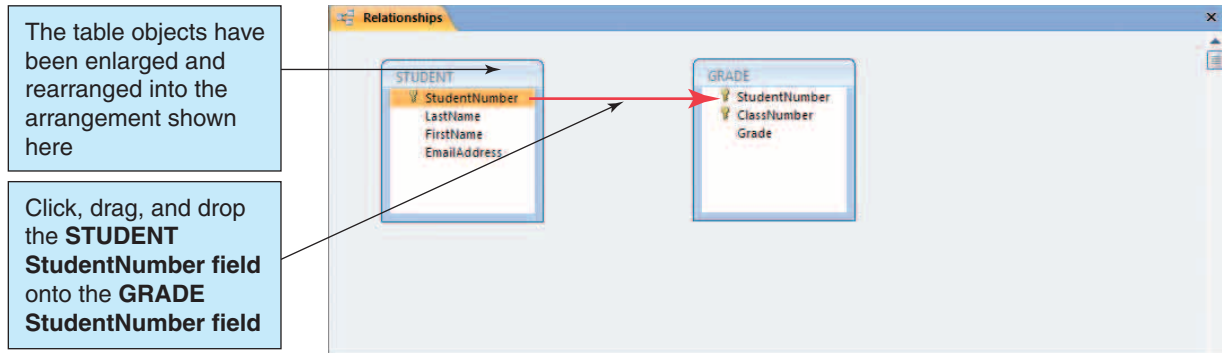 The table objects have
been enlarged and
rearranged into the
arrangement shown
here
Click, drag, and drop
the STUDENT
StudentNumber field
onto the GRADE
StudentNumber field
Relationships
STUDENT
StudentNumber
LastName
FirstName
EmailAddress
GRADE
StudentNumber
ClassNumber
Grade